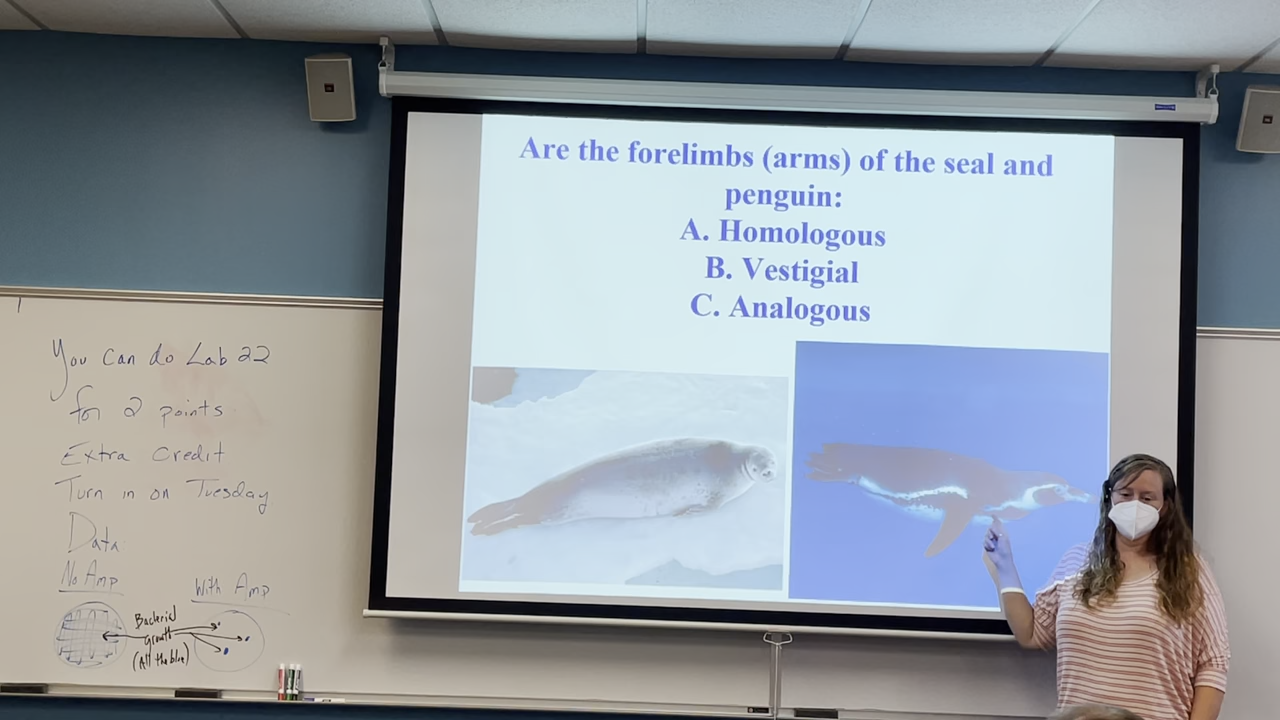 Are the forelimbs (arms) of the seal and
penguin:
A. Homologous
B. Vestigial
C. Analogous
You can do Lab 22
for 2 points
Extra Credit
Turn in on Tuesday
Data
No Amp
With Amp
Bacterial
growth
(All the blue)